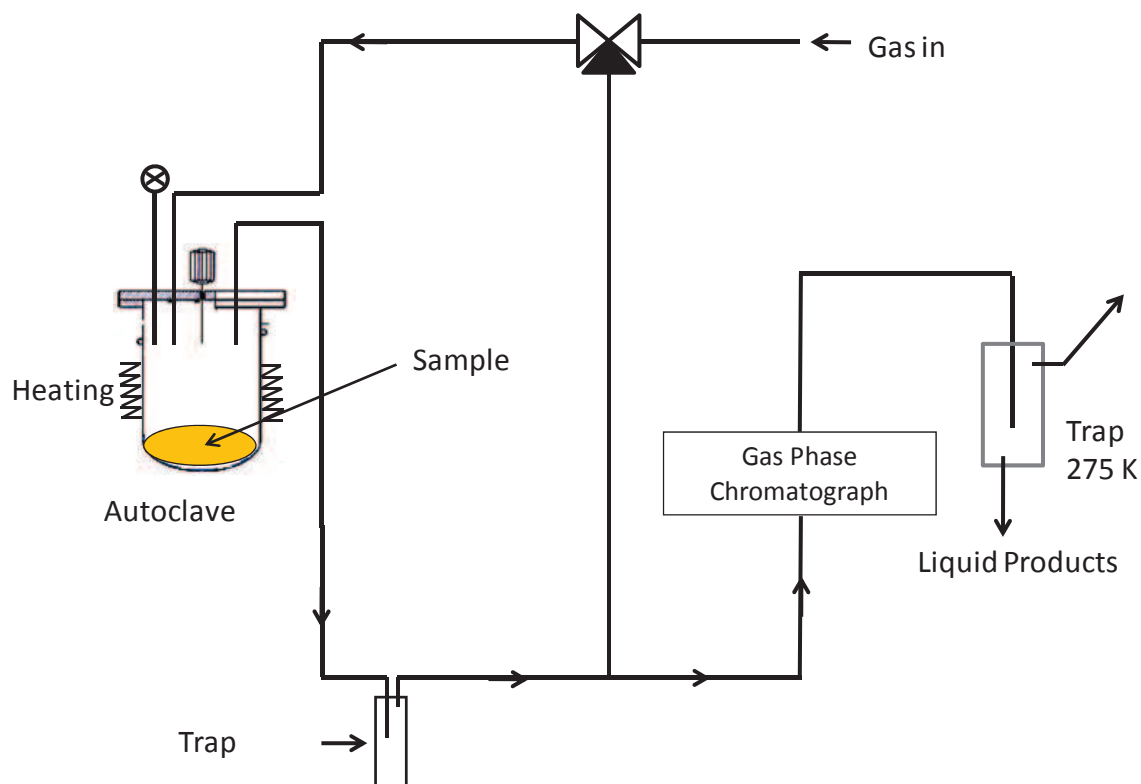 Gas in
Sample
Heating
Autoclave
Gas Phase
Chromatograph
Trap
275 K
Liquid Products
Trap